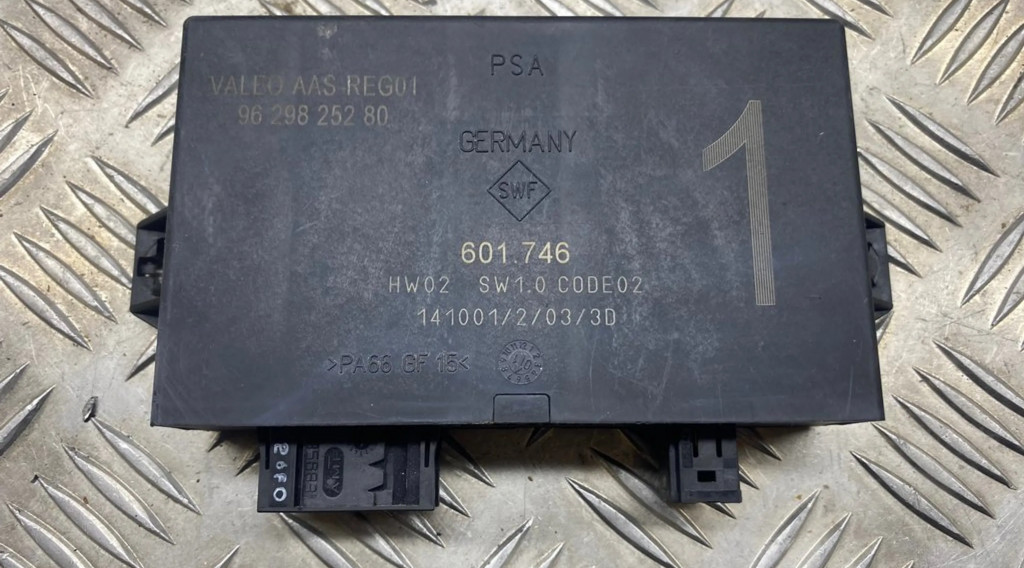 PSA
VALEO AAS-REG01
96 298 252 80
GERMANY
SWF
1
601.746
HW02 SW1.0 CODE02
141001/2/03/3D
>PA66 GF 15<